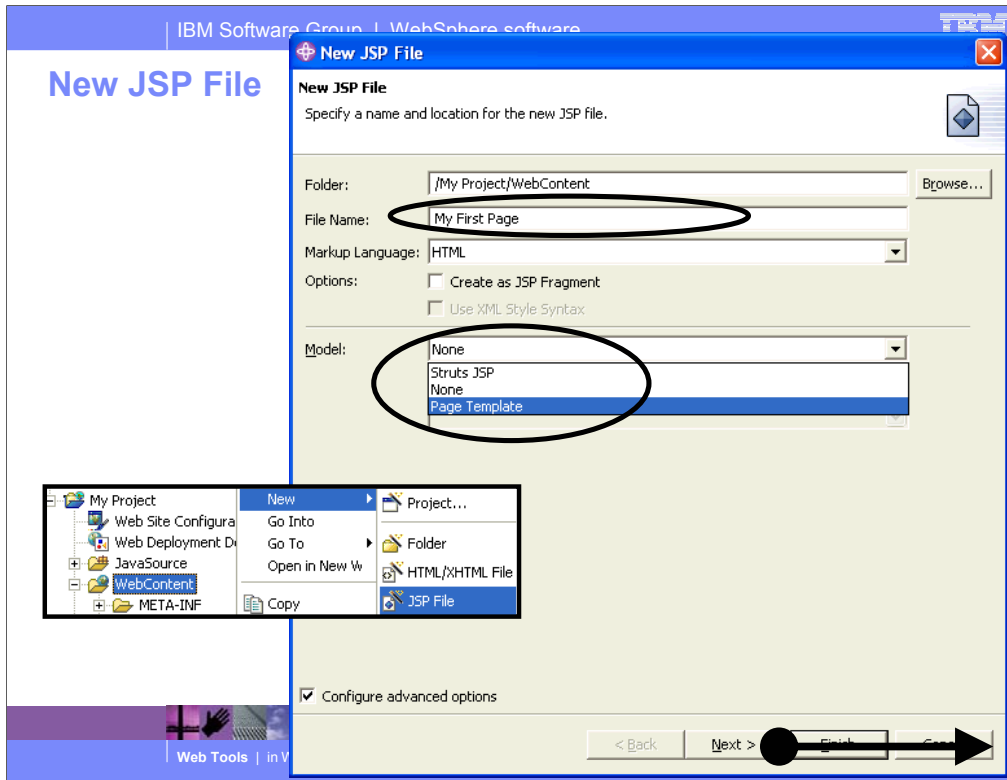 IBM Software Group | WebSphere software
IBM
New JSP File
New JSP File
New JSP File
Specify a name and location for the new JSP file.
Folder:
/My Project/WebContent
Browse...
File Name:
My First Page
Markup Language:
HTML
Options:
Create as JSP Fragment
Use XML Style Syntax
Model:
None
Struts JSP
None
Page Template
My Project
Web Site Configura
Web Deployment De
JavaSource
WebContent
META-INF
New
Go Into
Go To
Open in New W
Copy
Project...
Folder
HTML/XHTML File
JSP File
Configure advanced options
< Back
Next >
Finish
Web Tools | in W